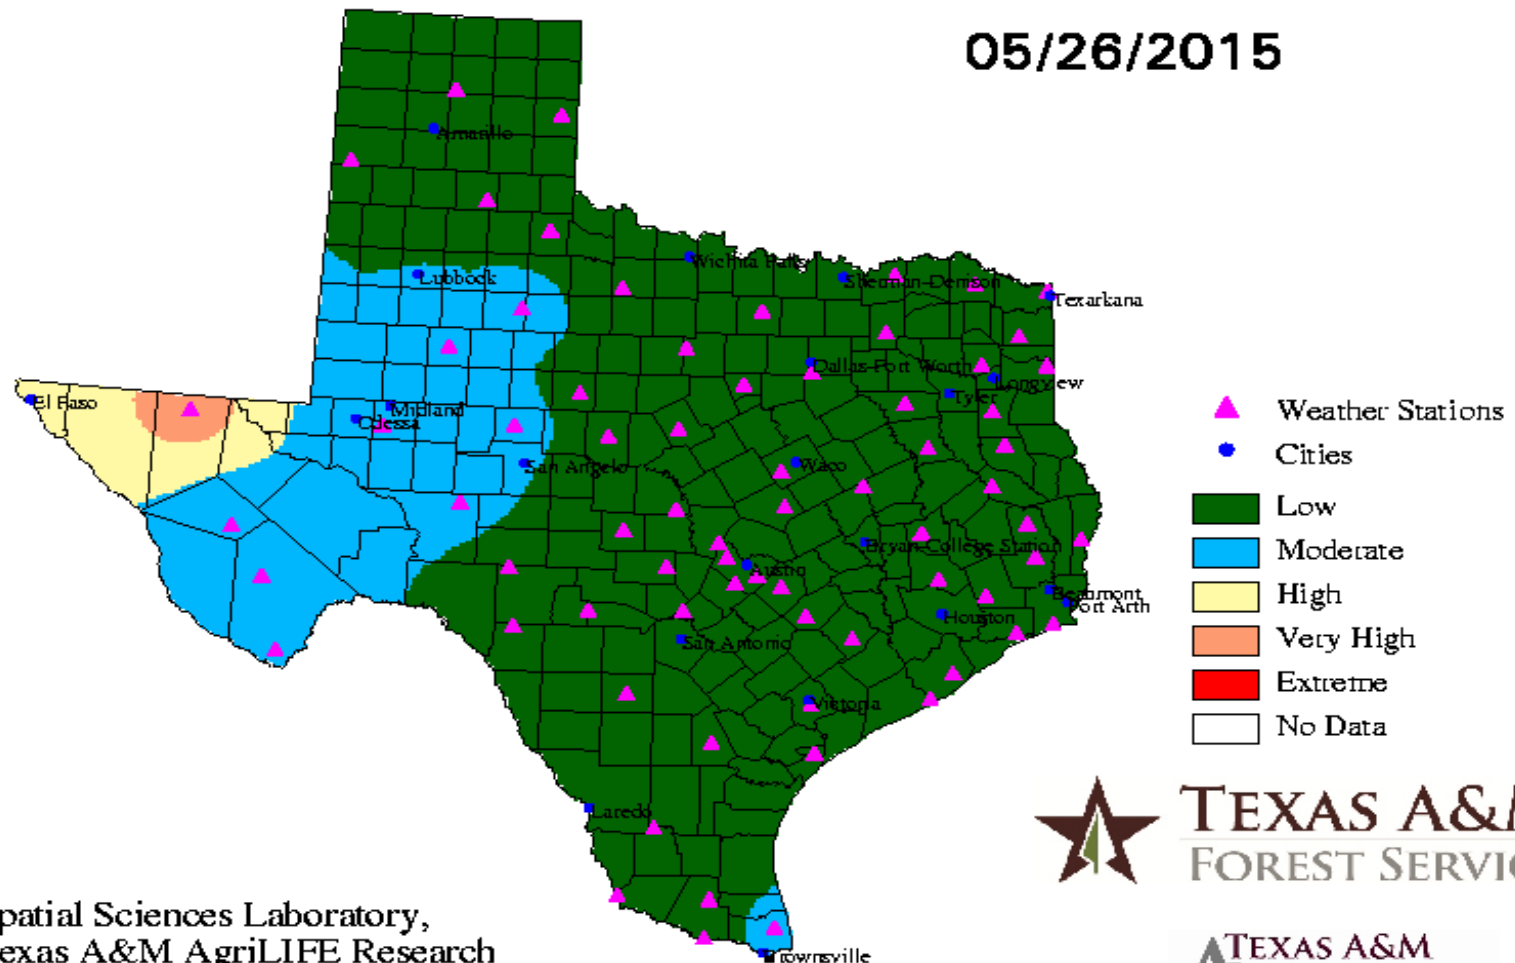 05/26/2015
Amarillo
Lubbock
Wichita Falls
Sherman-Denison
Texarkana
Dallas-Fort Worth
Longview
Tyler
El Paso
Midland
Odessa
San Angelo
Waco
Bryan-College Station
Austin
Beaumont
Port Arth
Houston
San Antonio
Victoria
Laredo
Brownsville
Weather Stations
Cities
Low
Moderate
High
Very High
Extreme
No Data
TEXAS A&M
FOREST SERVIC
patial Sciences Laboratory,
exas A&M AgriLIFE Research
TEXAS A&M